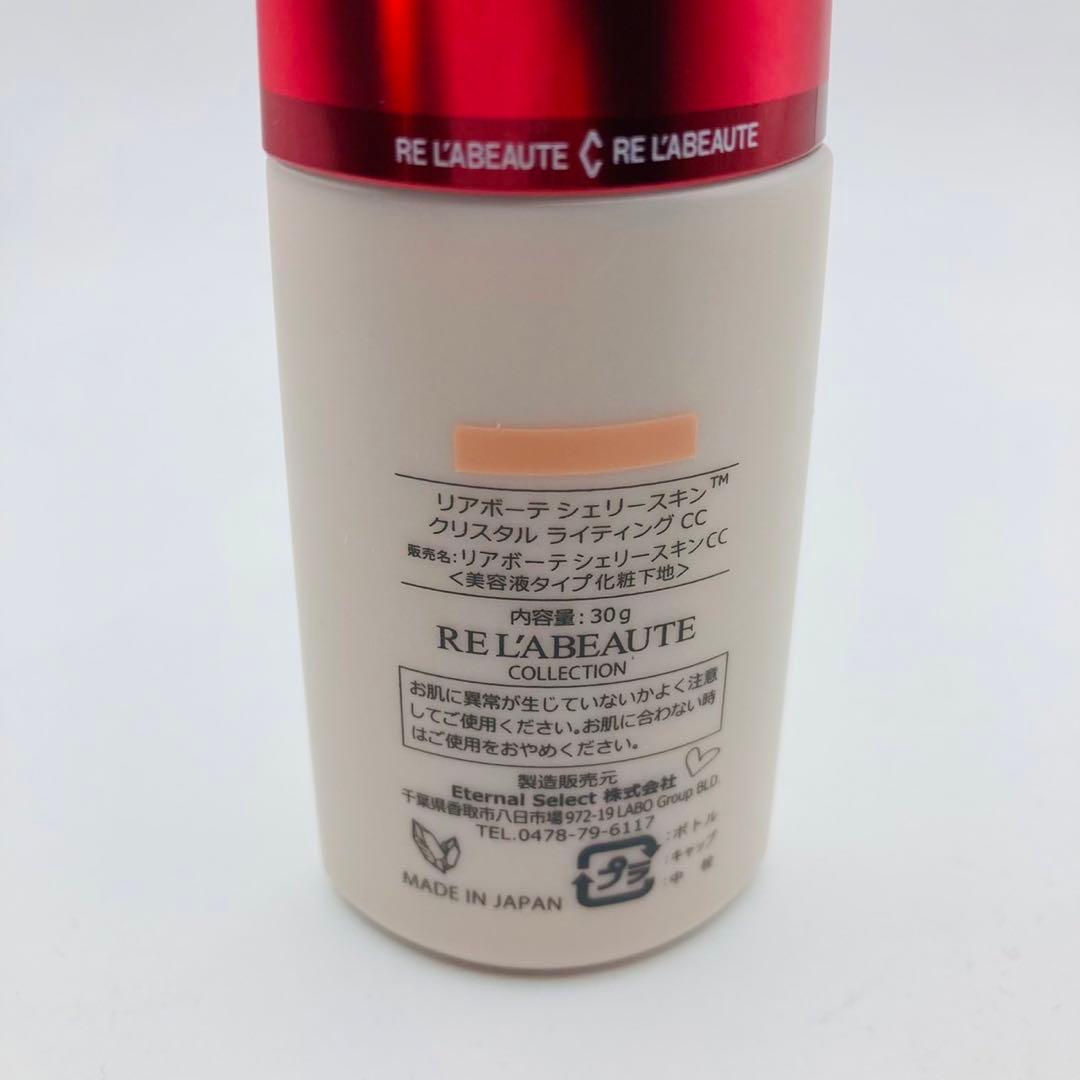 RE L'ABEAUTE RE L'ABEAUTE
リアボーテ シェリースキン™
クリスタル ライティング CC
販売名:リアボーテ シェリースキンCC
<美容液タイプ化粧下地>
内容量:30g
RE L'ABEAUTE
COLLECTION
お肌に異常が生じていないかよく注意
してご使用ください。お肌に合わない時
はご使用をおやめください。
製造販売元
Eternal Select 株式会社
千葉県香取市八日市場972-19 LABO Group BLD.
TEL.0478-79-6117
プラ
:ボトル
:キャップ
:中栓
MADE IN JAPAN